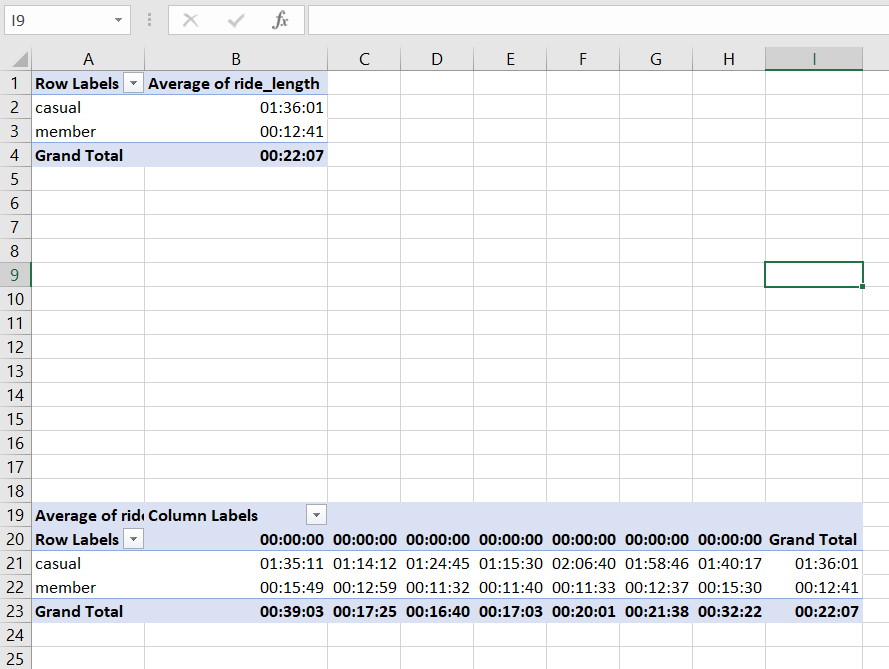 I9 fx
A B C D E F G H I
1 Row Labels Average of ride_length
2 casual 01:36:01
3 member 00:12:41
4 Grand Total 00:22:07
5
6
7
8
9
10
11
12
13
14
15
16
17
18
19 Average of ride Column Labels
20 Row Labels 00:00:00 00:00:00 00:00:00 00:00:00 00:00:00 00:00:00 00:00:00 Grand Total
21 casual 01:35:11 01:14:12 01:24:45 01:15:30 02:06:40 01:58:46 01:40:17 01:36:01
22 member 00:15:49 00:12:59 00:11:32 00:11:40 00:11:33 00:12:37 00:15:30 00:12:41
23 Grand Total 00:39:03 00:17:25 00:16:40 00:17:03 00:20:01 00:21:38 00:32:22 00:22:07
24
25